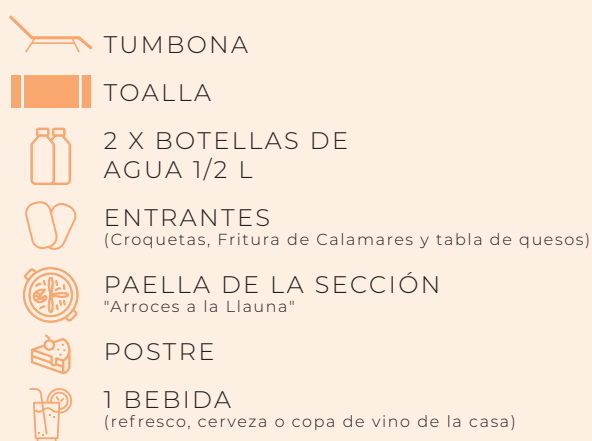 TUMBONA
TOALLA
2 X BOTELLAS DE
AGUA 1/2 L
ENTRANTES
(Croquetas, Fritura de Calamares y tabla de quesos)
PAELLA DE LA SECCIÓN
"Arroces a la Llauna"
POSTRE
1 BEBIDA
(refresco, cerveza o copa de vino de la casa)